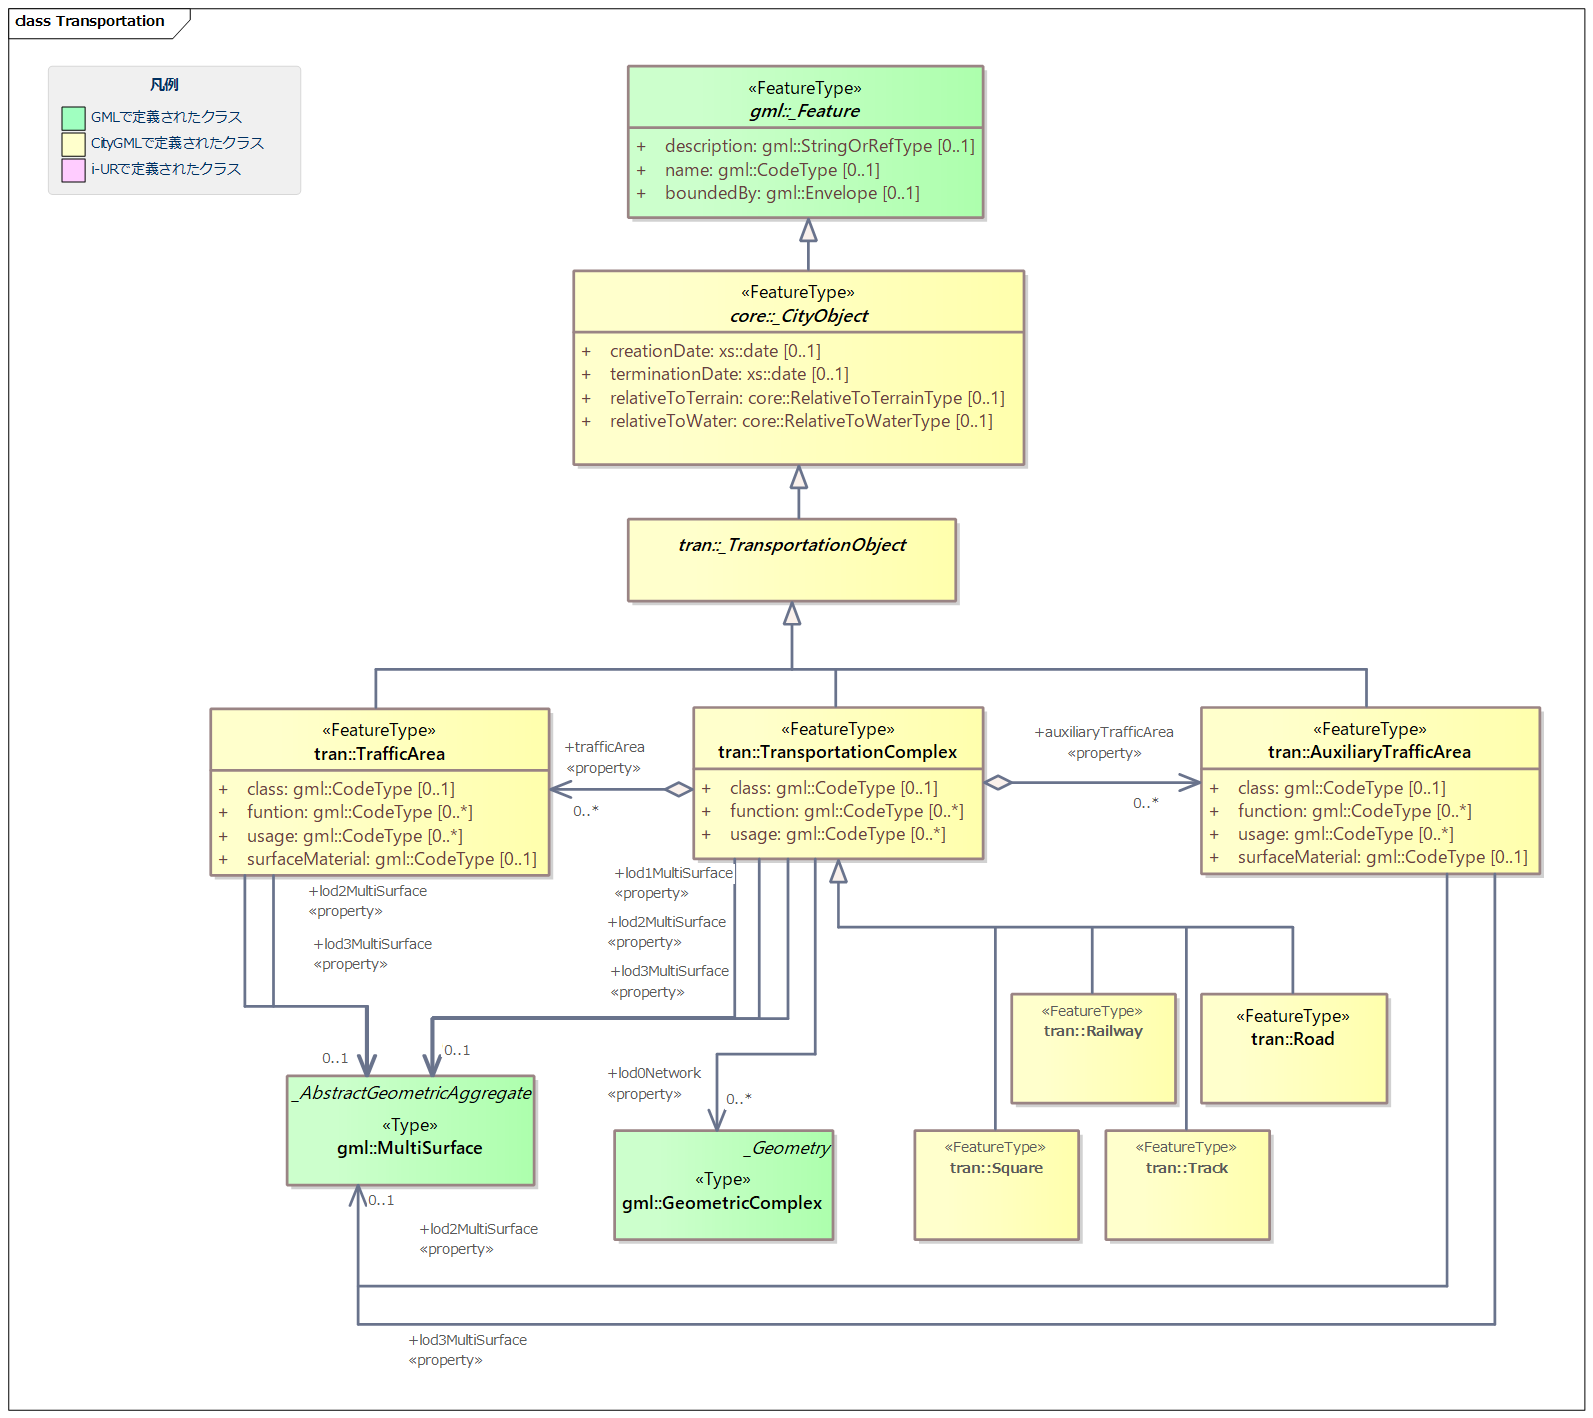 class Transportation
凡例
GMLで定義されたクラス
CityGMLで定義されたクラス
i-URで定義されたクラス
«FeatureType»
gml::_Feature
+ description: gml::StringOrRefType [0..1]
+ name: gml::CodeType [0..1]
+ boundedBy: gml::Envelope [0..1]
«FeatureType»
core::_CityObject
+ creationDate: xs::date [0..1]
+ terminationDate: xs::date [0..1]
+ relativeToTerrain: core::RelativeToTerrainType [0..1]
+ relativeToWater: core::RelativeToWaterType [0..1]
tran::_TransportationObject
«FeatureType»
tran::TrafficArea
+ class: gml::CodeType [0..1]
+ funtion: gml::CodeType [0..*]
+ usage: gml::CodeType [0..*]
+ surfaceMaterial: gml::CodeType [0..1]
+trafficArea
«property»
0..*
«FeatureType»
tran::TransportationComplex
+ class: gml::CodeType [0..1]
+ function: gml::CodeType [0..*]
+ usage: gml::CodeType [0..*]
+auxiliaryTrafficArea
«property»
0..*
«FeatureType»
tran::AuxiliaryTrafficArea
+ class: gml::CodeType [0..1]
+ function: gml::CodeType [0..*]
+ usage: gml::CodeType [0..*]
+ surfaceMaterial: gml::CodeType [0..1]
+lod2MultiSurface
«property»
+lod3MultiSurface
«property»
0..1
+lod1MultiSurface
«property»
+lod2MultiSurface
«property»
+lod3MultiSurface
«property»
0..1
+lod0Network
«property»
0..*
«FeatureType»
tran::Railway
«FeatureType»
tran::Road
_AbstractGeometricAggregate
«Type»
gml::MultiSurface
_Geometry
«Type»
gml::GeometricComplex
«FeatureType»
tran::Square
«FeatureType»
tran::Track
0..1
+lod2MultiSurface
«property»
+lod3MultiSurface
«property»